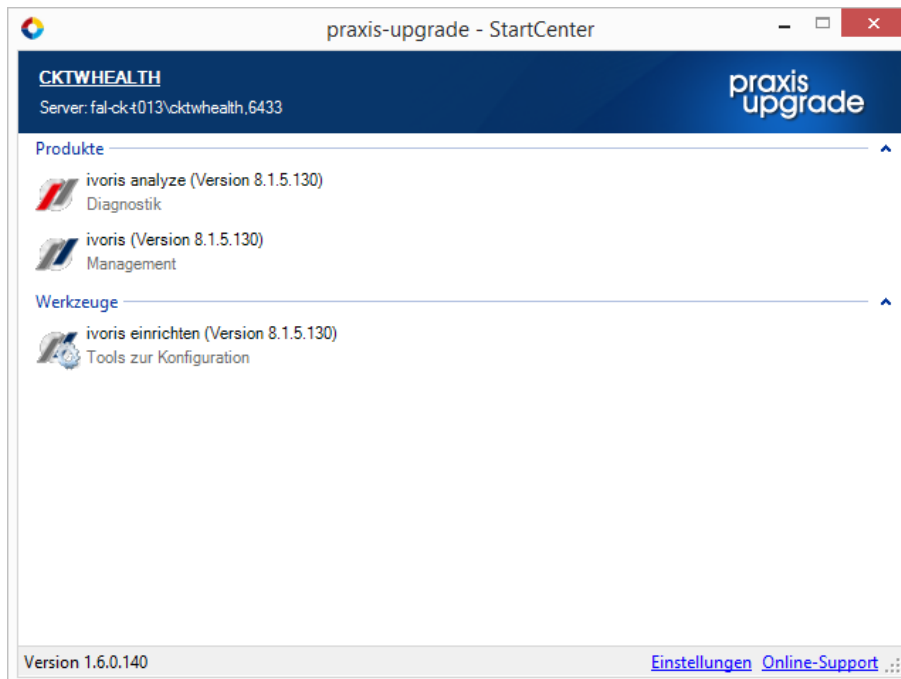 praxis-upgrade - StartCenter
CKTWHEALTH
Server: fal-ck-t013\cktwhealth,6433
praxis
upgrade
Produkte
ivoris analyze (Version 8.1.5.130)
Diagnostik
ivoris (Version 8.1.5.130)
Management
Werkzeuge
ivoris einrichten (Version 8.1.5.130)
Tools zur Konfiguration
Version 1.6.0.140 Einstellungen Online-Support